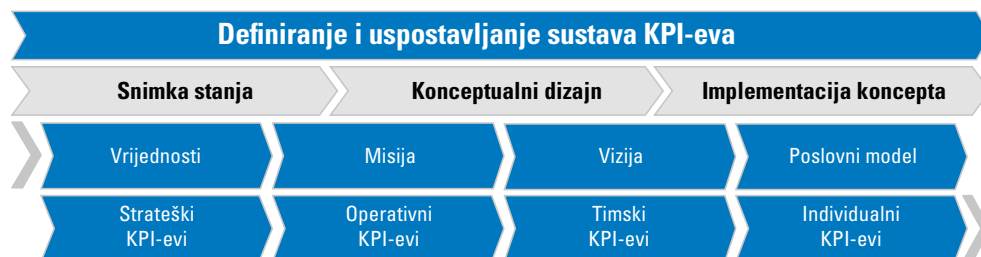 Definiranje i uspostavljanje sustava KPI-eva
Snimka stanja
Konceptualni dizajn
Implementacija koncepta
Vrijednosti
Misija
Vizija
Poslovni model
Strateški
KPI-evi
Operativni
KPI-evi
Timski
KPI-evi
Individualni
KPI-evi